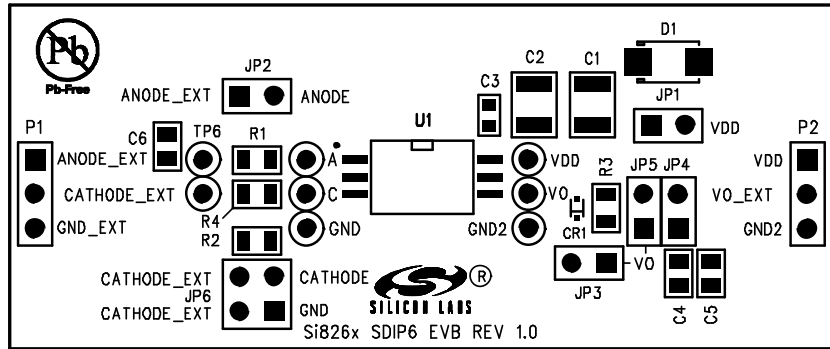 Pb
Pb-Free
JP2
ANODE_EXT
ANODE
P1
ANODE_EXT
CATHODE_EXT
GND_EXT
C6
TP6
R1
R4
R2
A
C
GND
U1
C3
C2
C1
D1
JP1
VDD
VDD
VO
GND2
R3
CR1
JP5
JP4
P2
VDD
VO_EXT
GND2
JP3
VO
C4
C5
CATHODE_EXT
CATHODE
JP6
CATHODE_EXT
GND
®
SILICON LABS
Si826x SDIP6 EVB REV 1.0